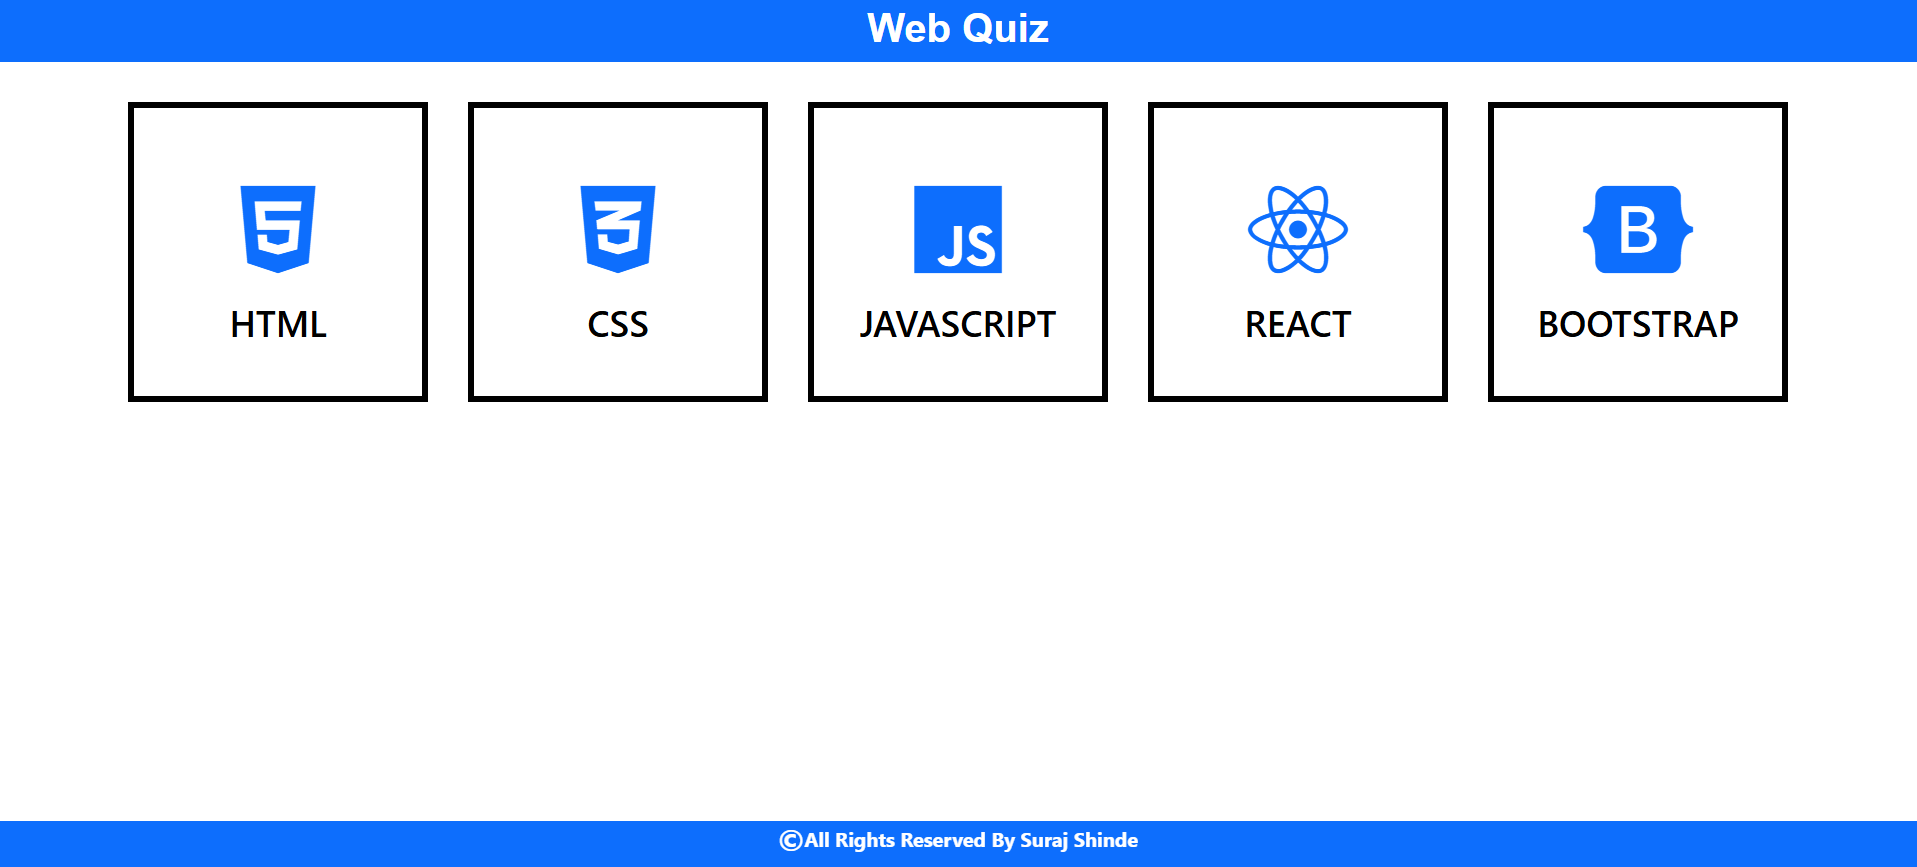 Web Quiz
5
3
JS
B
HTML
CSS
JAVASCRIPT
REACT
BOOTSTRAP
©All Rights Reserved By Suraj Shinde